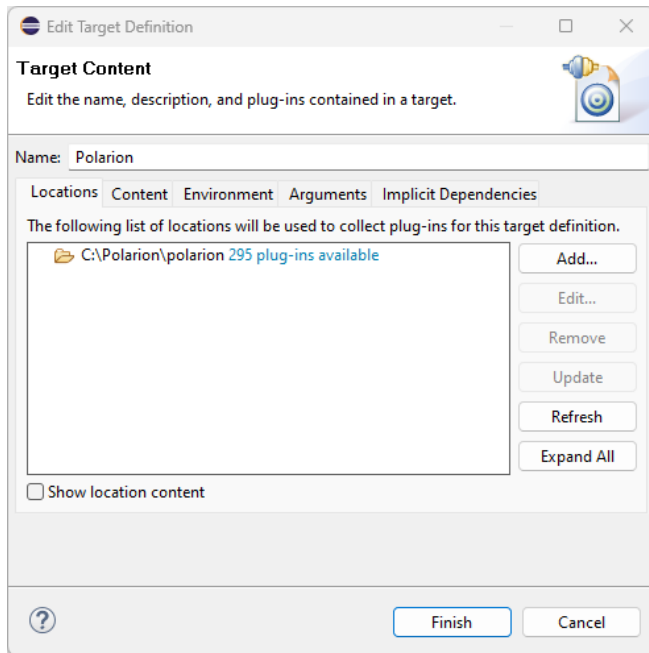 Edit Target Definition
Target Content
Edit the name, description, and plug-ins contained in a target.
Name: Polarion
Locations Content Environment Arguments Implicit Dependencies
The following list of locations will be used to collect plug-ins for this target definition.
C:\Polarion\polarion 295 plug-ins available
Add...
Edit...
Remove
Update
Refresh
Expand All
Show location content
?
Finish Cancel